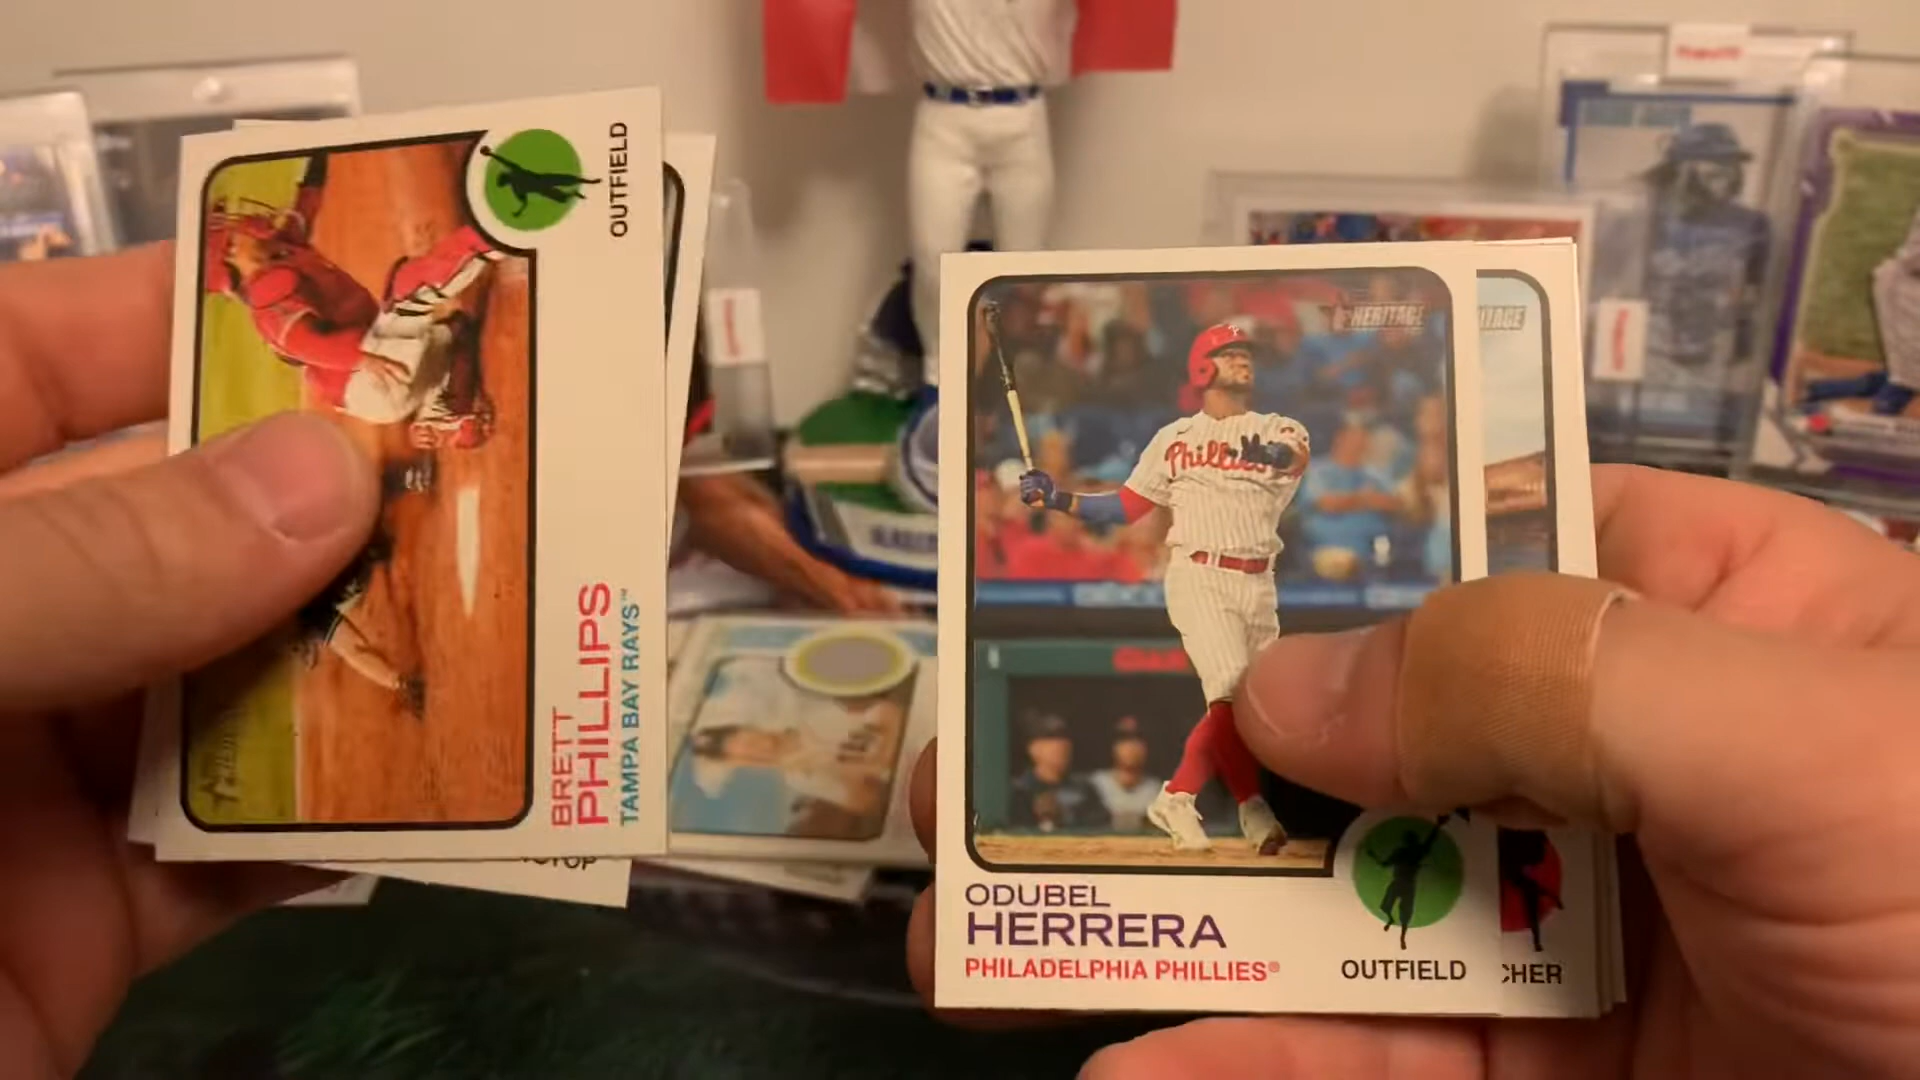 OUTFIELD
BRETT
PHILLIPS
TAMPA BAY RAYS™
HERITAGE
Phillies
ODUBEL
HERRERA
PHILADELPHIA PHILLIES®
OUTFIELD
CHER